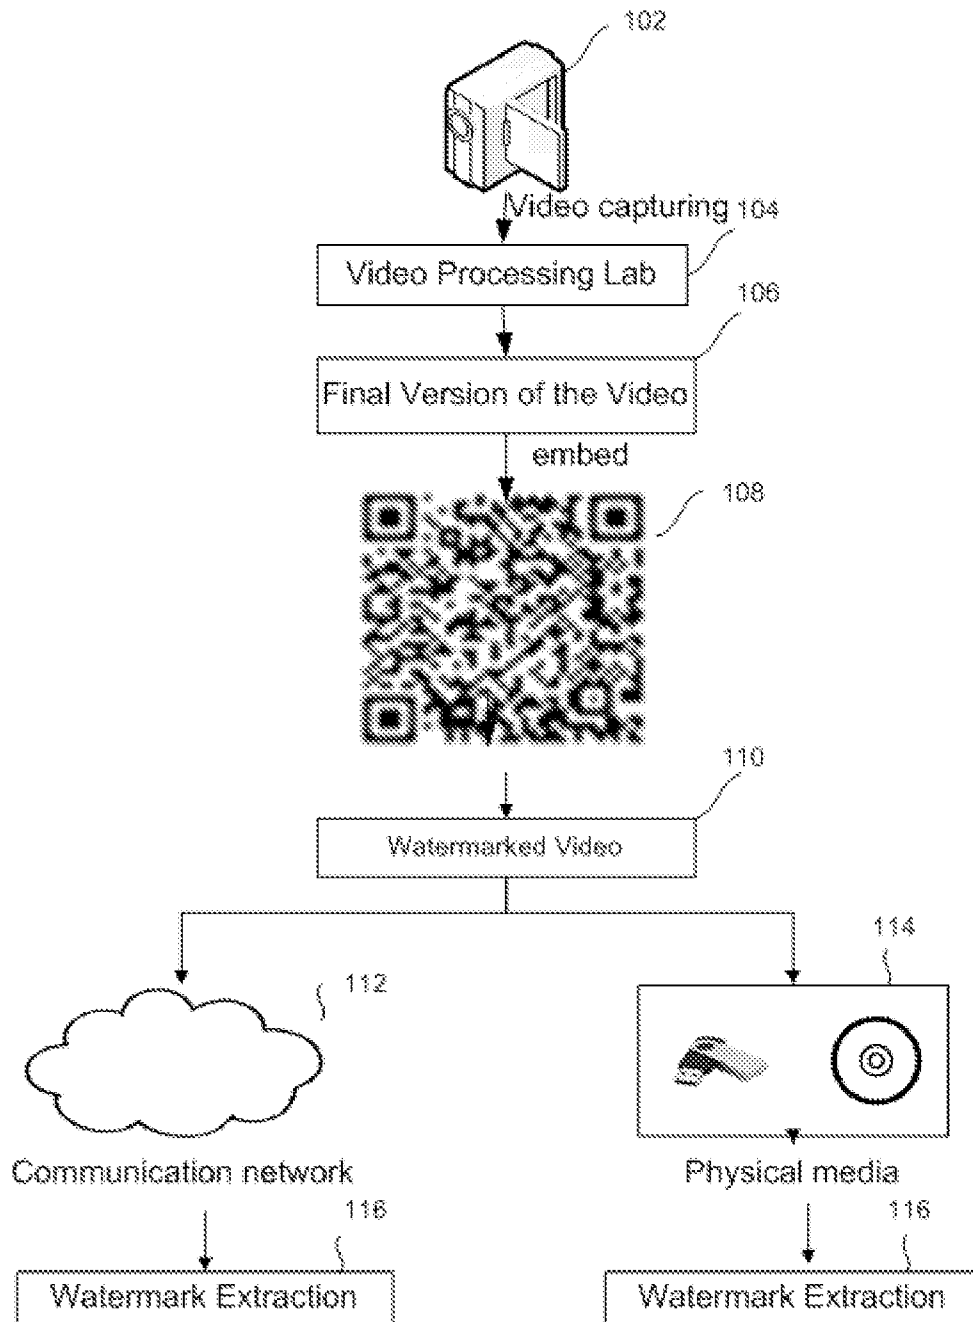 102
Video capturing 104
Video Processing Lab
106
Final Version of the Video
embed
108
110
Watermarked Video
114
112
Communication network
Physical media
116
116
Watermark Extraction
Watermark Extraction